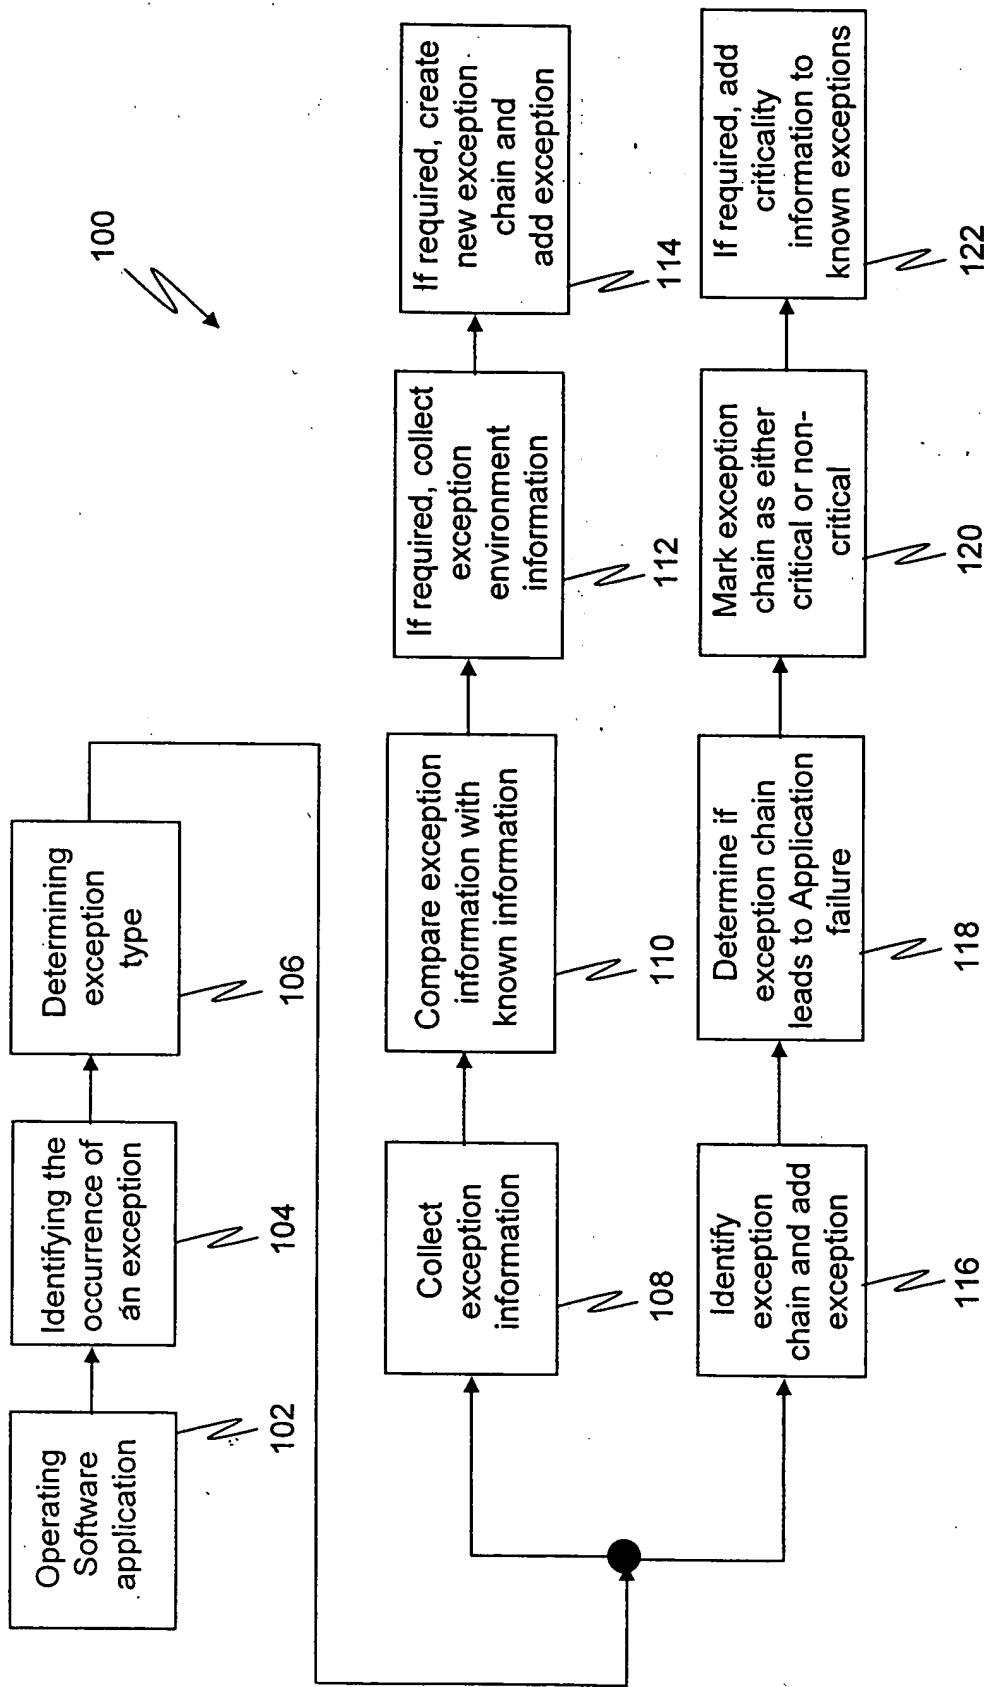 100
Operating
Software
application
102
Identifying the
occurrence of
an exception
104
Determining
exception
type
106
Collect
exception
information
108
Compare exception
information with
known information
110
If required, collect
exception
environment
information
112
If required, create
new exception
chain and
add exception
114
Identify
exception
chain and add
exception
116
Determine if
exception chain
leads to Application
failure
118
Mark exception
chain as either
critical or non-
critical
120
If required, add
criticality
information to
known exceptions
122